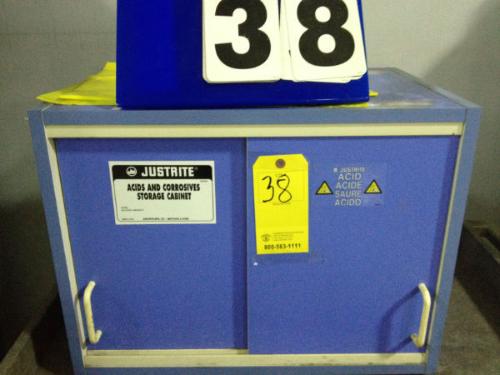 38
JUSTRITE
ACIDS AND CORROSIVES
STORAGE CABINET
38
800-563-1111
JUSTRITE
ACID
ACIDE
SAURE
ACIDO